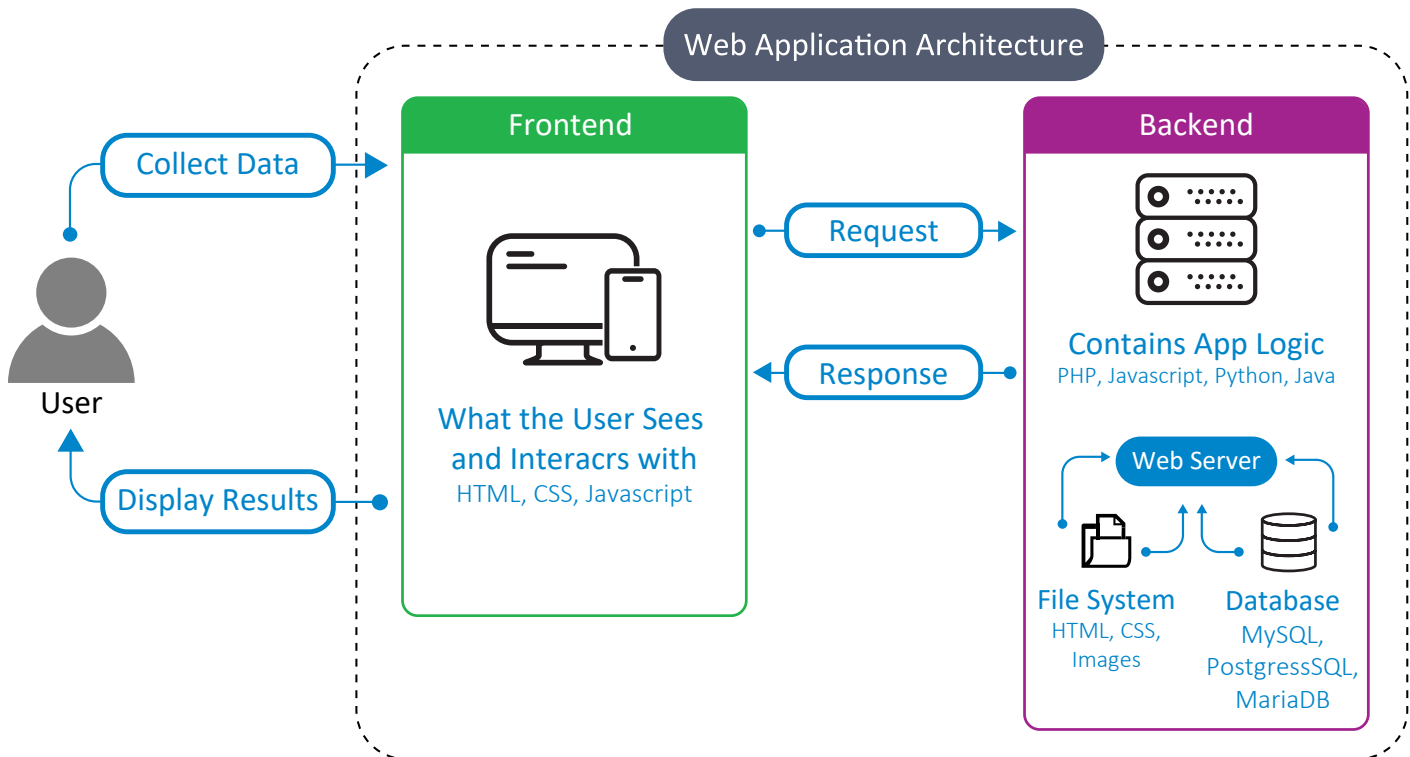 Web Application Architecture
Frontend
Backend
Collect Data
Request
Response
User
Display Results
What the User Sees
and Interacrs with
HTML, CSS, Javascript
Contains App Logic
PHP, Javascript, Python, Java
Web Server
File System
HTML, CSS,
Images
Database
MySQL,
PostgressSQL,
MariaDB